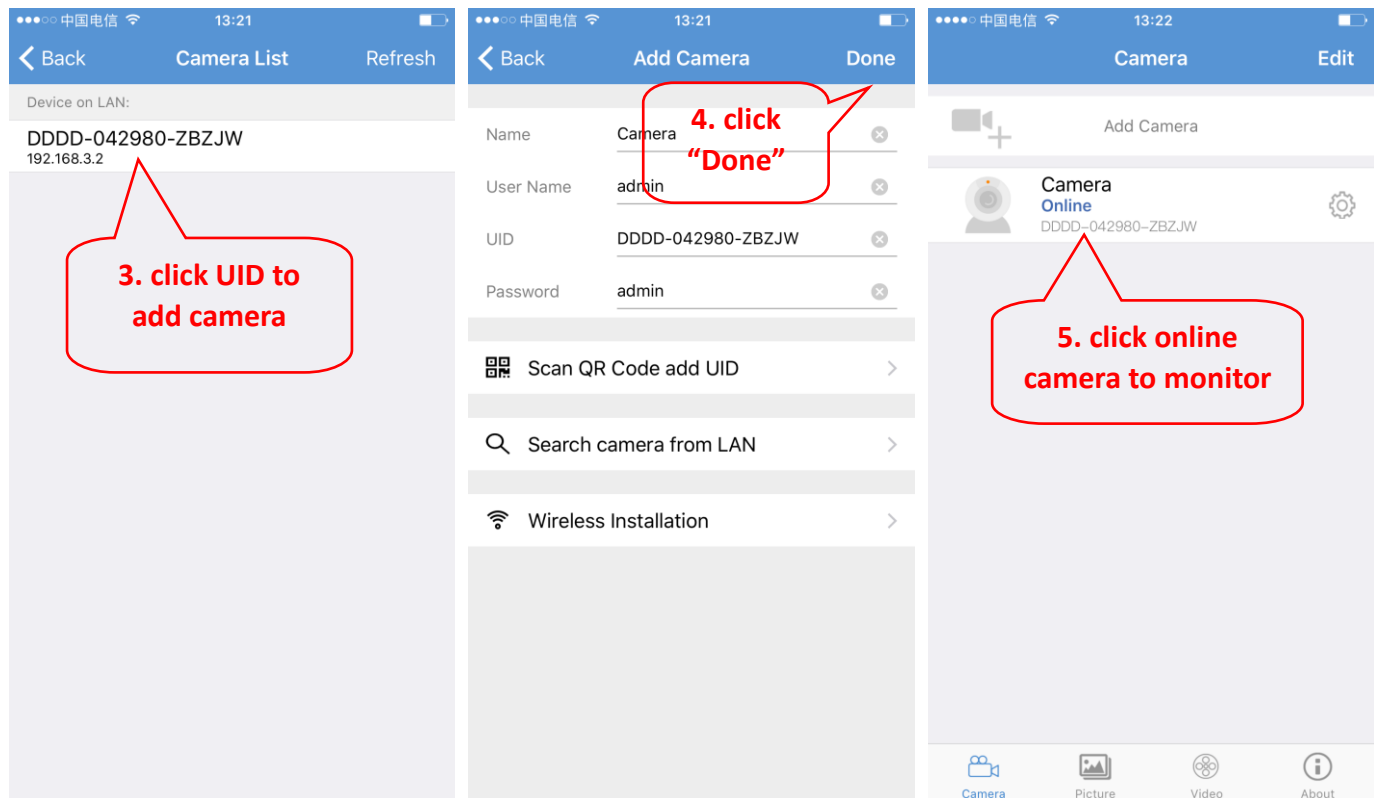 中国电信 13:21
Back Camera List Refresh
Device on LAN:
DDDD-042980-ZBZJW
192.168.3.2
3. click UID to
add camera
中国电信 13:21
Back Add Camera Done
4. click
“Done”
Name Camera
User Name admin
UID DDDD-042980-ZBZJW
Password admin
Scan QR Code add UID
Search camera from LAN
Wireless Installation
中国电信 13:22
Camera Edit
Add Camera
Camera
Online
DDDD-042980-ZBZJW
5. click online
camera to monitor
Camera Picture Video About